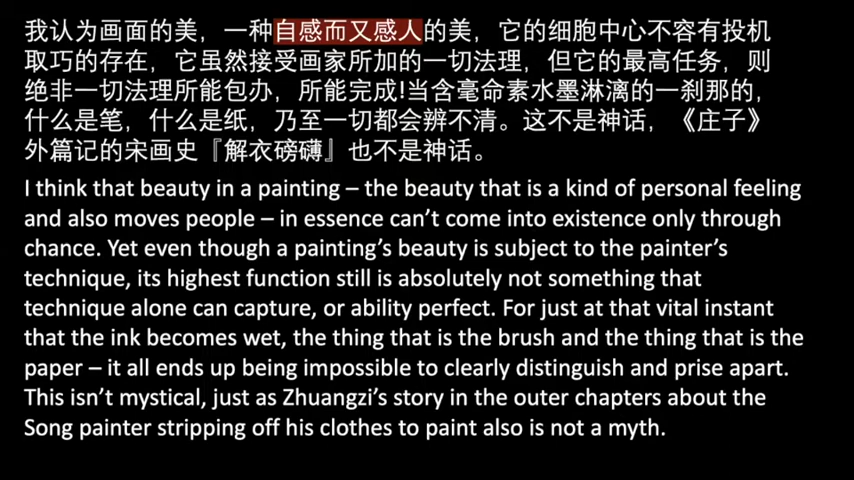 我认为画面的美，一种自感而又感人的美，它的细胞中心不容有投机
取巧的存在，它虽然接受画家所加的一切法理，但它的最高任务，则
绝非一切法理所能包办，所能完成!当含毫命素水墨淋漓的一刹那的，
什么是笔，什么是纸，乃至一切都会辨不清。这不是神话，《庄子》
外篇记的宋画史『解衣磅礴』也不是神话。
I think that beauty in a painting – the beauty that is a kind of personal feeling
and also moves people – in essence can’t come into existence only through
chance. Yet even though a painting’s beauty is subject to the painter’s
technique, its highest function still is absolutely not something that
technique alone can capture, or ability perfect. For just at that vital instant
that the ink becomes wet, the thing that is the brush and the thing that is the
paper – it all ends up being impossible to clearly distinguish and prise apart.
This isn’t mystical, just as Zhuangzi’s story in the outer chapters about the
Song painter stripping off his clothes to paint also is not a myth.